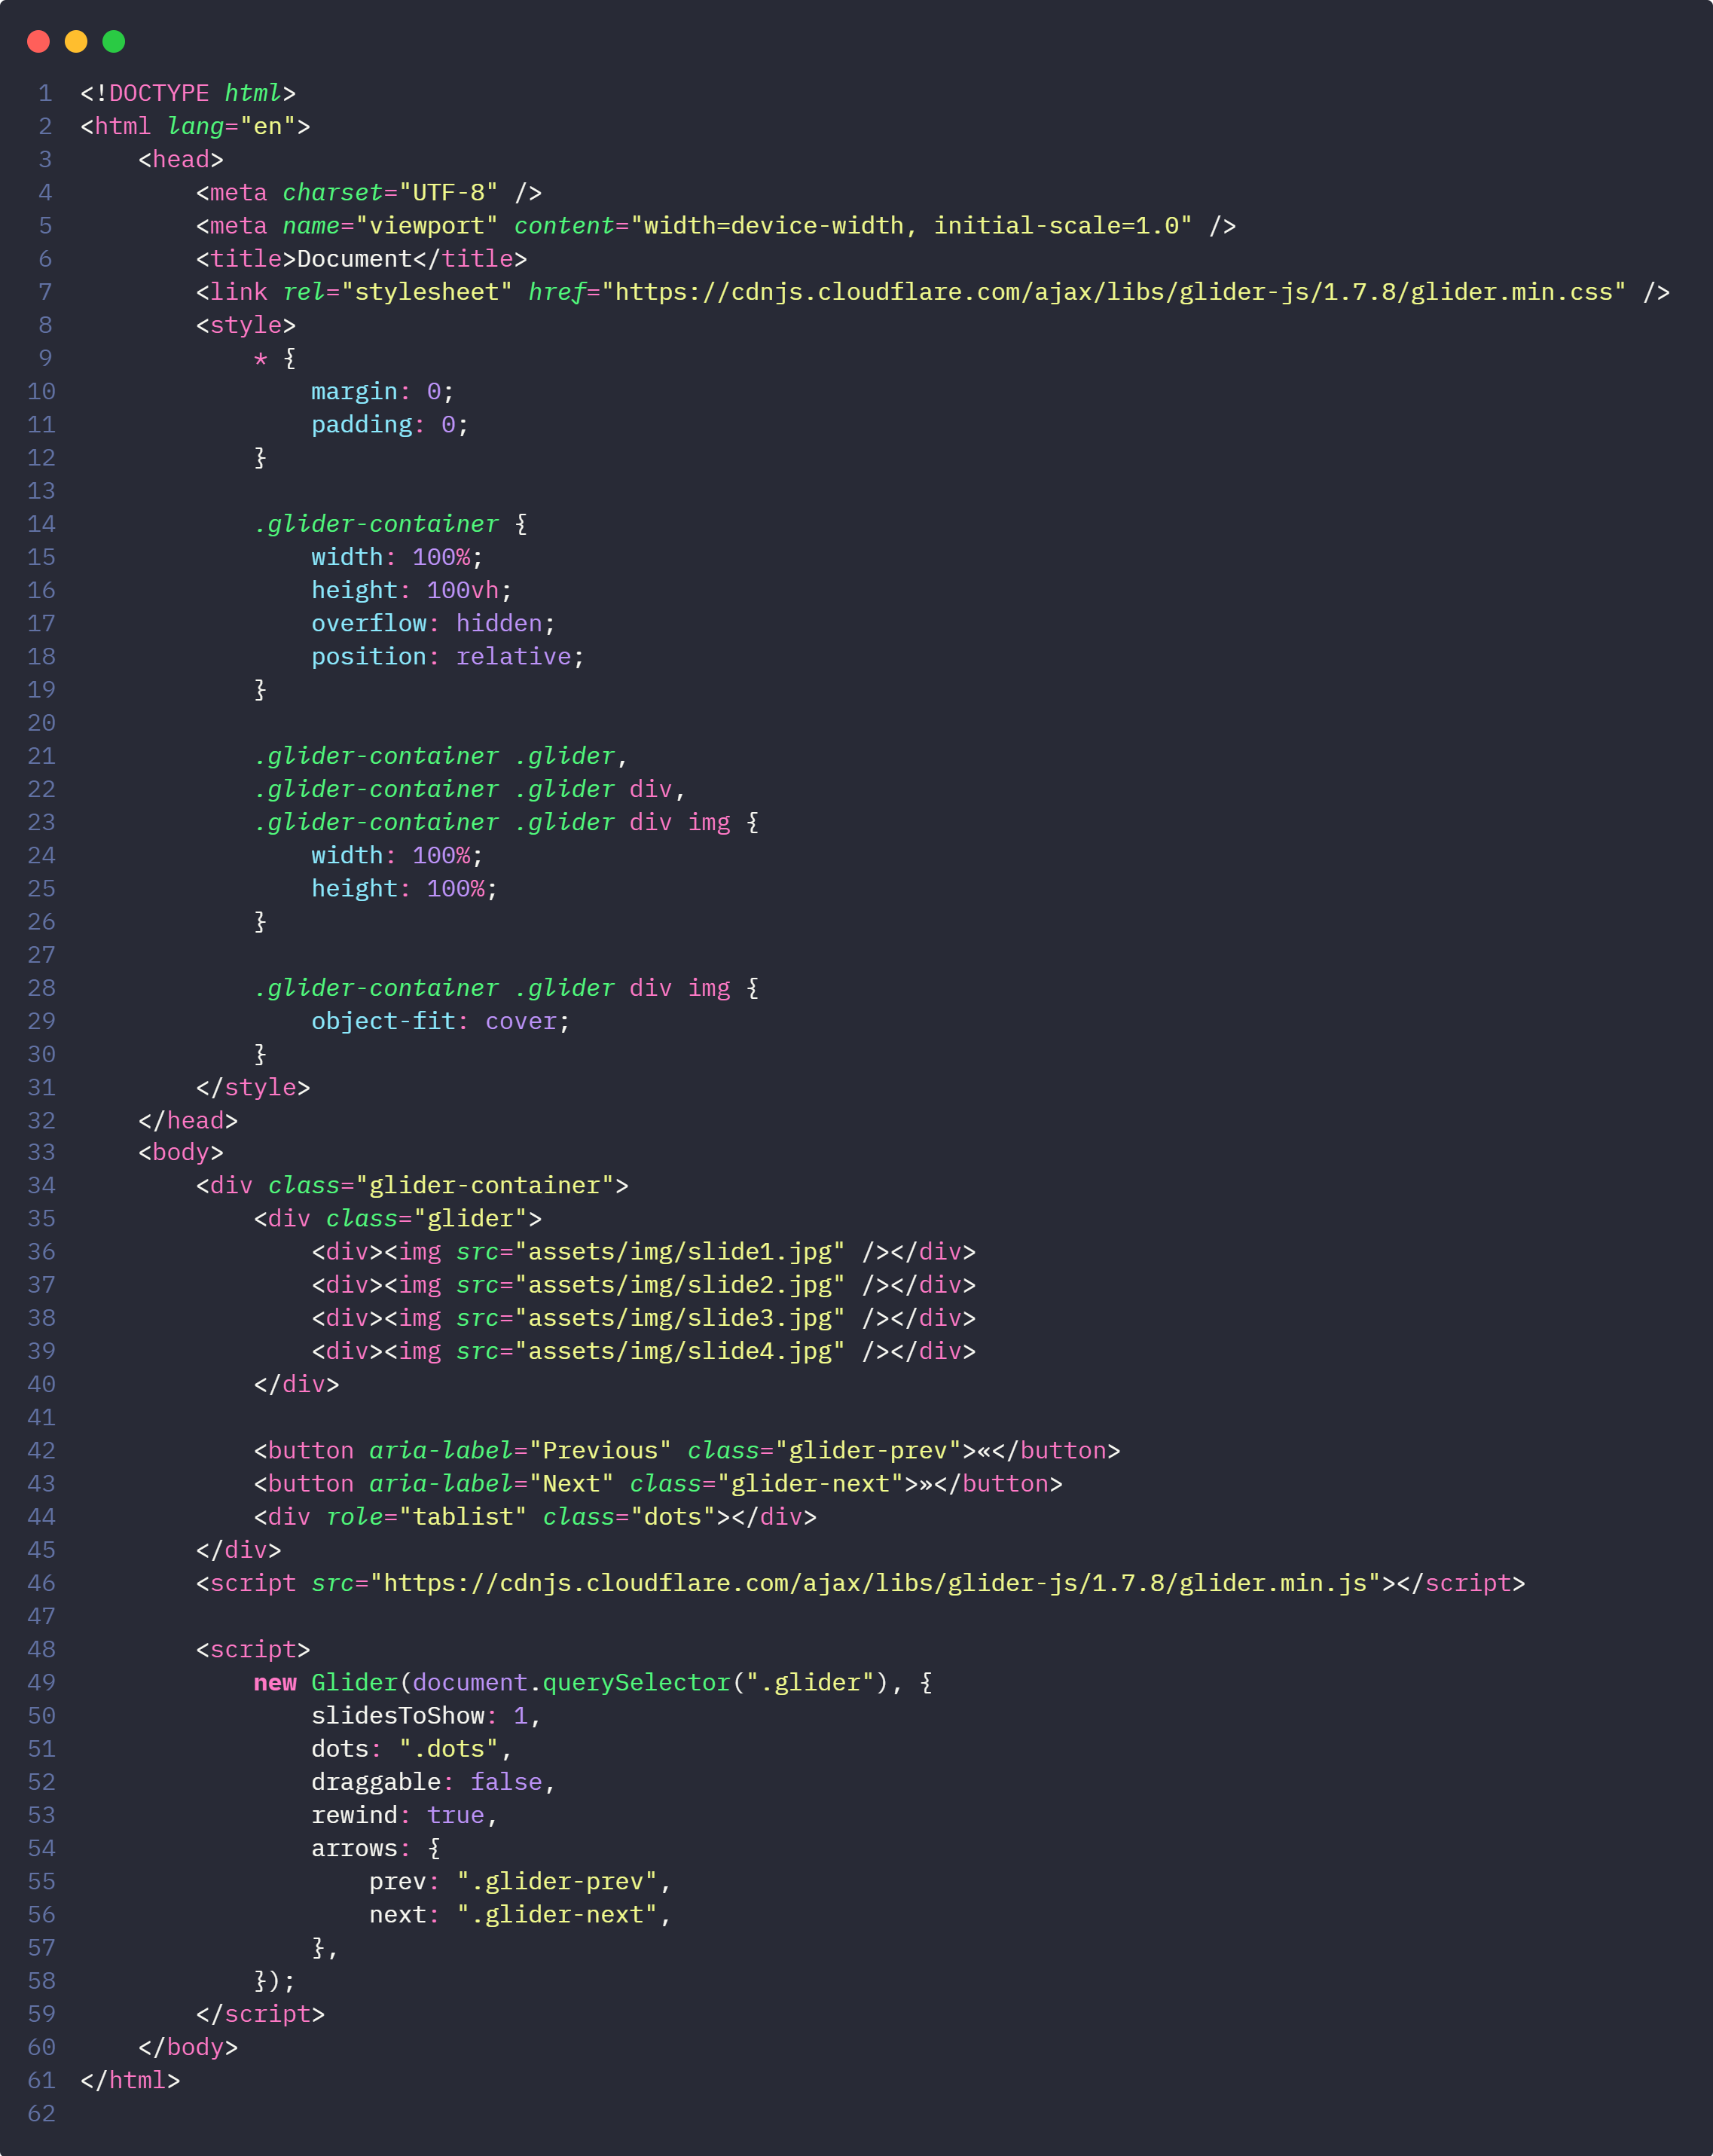 1 <!DOCTYPE html>
2 <html lang="en">
3     <head>
4         <meta charset="UTF-8" />
5         <meta name="viewport" content="width=device-width, initial-scale=1.0" />
6         <title>Document</title>
7         <link rel="stylesheet" href="https://cdnjs.cloudflare.com/ajax/libs/glider-js/1.7.8/glider.min.css" />
8         <style>
9             * {
10                 margin: 0;
11                 padding: 0;
12             }
13
14             .glider-container {
15                 width: 100%;
16                 height: 100vh;
17                 overflow: hidden;
18                 position: relative;
19             }
20
21             .glider-container .glider,
22             .glider-container .glider div,
23             .glider-container .glider div img {
24                 width: 100%;
25                 height: 100%;
26             }
27
28             .glider-container .glider div img {
29                 object-fit: cover;
30             }
31         </style>
32     </head>
33     <body>
34         <div class="glider-container">
35             <div class="glider">
36                 <div><img src="assets/img/slide1.jpg" /></div>
37                 <div><img src="assets/img/slide2.jpg" /></div>
38                 <div><img src="assets/img/slide3.jpg" /></div>
39                 <div><img src="assets/img/slide4.jpg" /></div>
40             </div>
41
42             <button aria-label="Previous" class="glider-prev">«</button>
43             <button aria-label="Next" class="glider-next">»</button>
44             <div role="tablist" class="dots"></div>
45         </div>
46         <script src="https://cdnjs.cloudflare.com/ajax/libs/glider-js/1.7.8/glider.min.js"></script>
47
48         <script>
49             new Glider(document.querySelector(".glider"), {
50                 slidesToShow: 1,
51                 dots: ".dots",
52                 draggable: false,
53                 rewind: true,
54                 arrows: {
55                     prev: ".glider-prev",
56                     next: ".glider-next",
57                 },
58             });
59         </script>
60     </body>
61 </html>
62